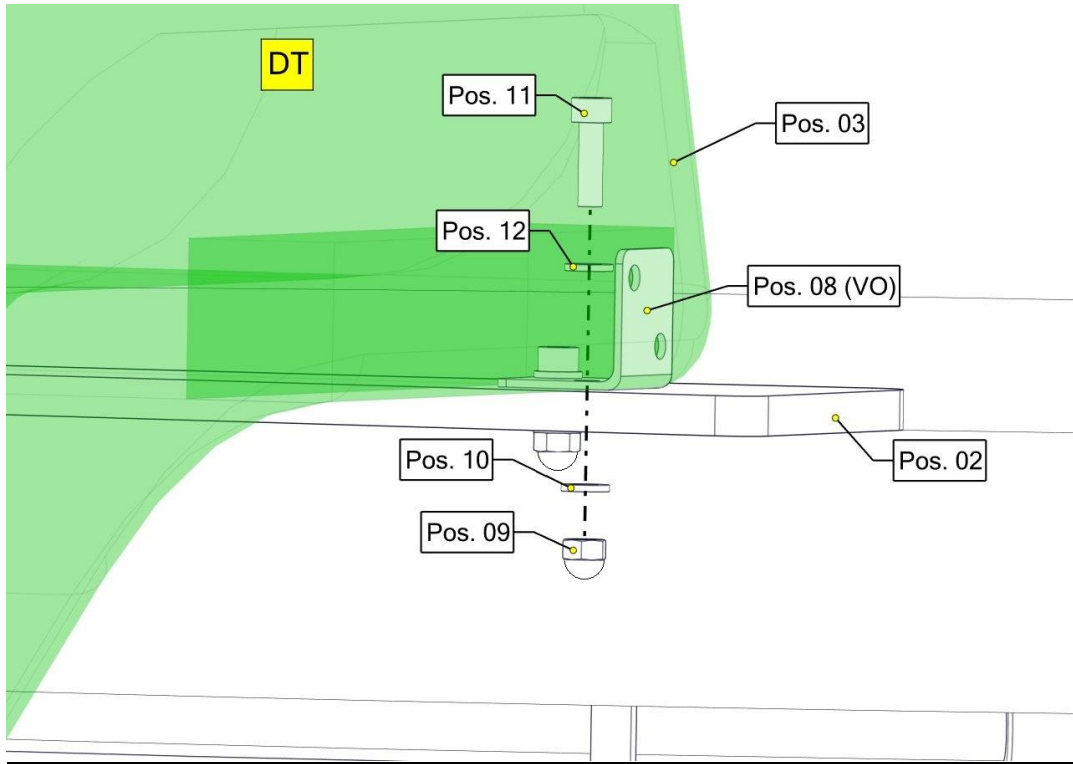 DT
Pos. 11
Pos. 03
Pos. 12
Pos. 08 (VO)
Pos. 10
Pos. 02
Pos. 09